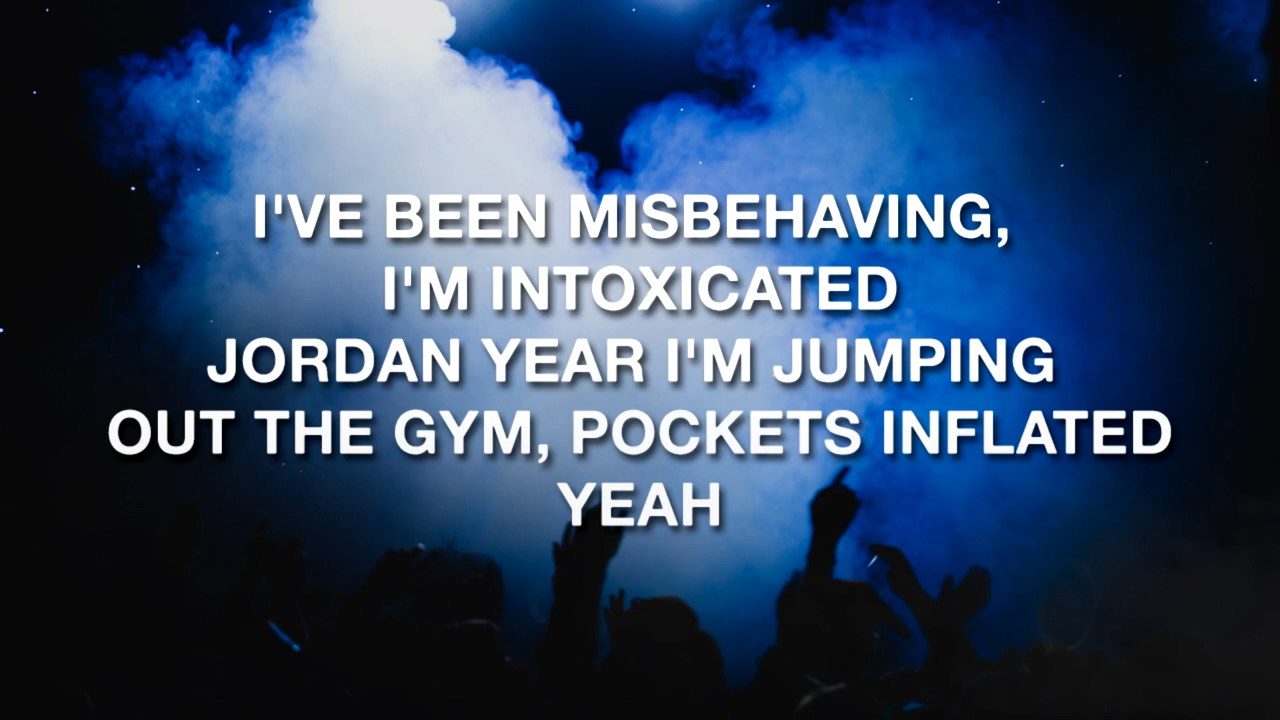 I'VE BEEN MISBEHAVING,
I'M INTOXICATED
JORDAN YEAR I'M JUMPING
OUT THE GYM, POCKETS INFLATED
YEAH